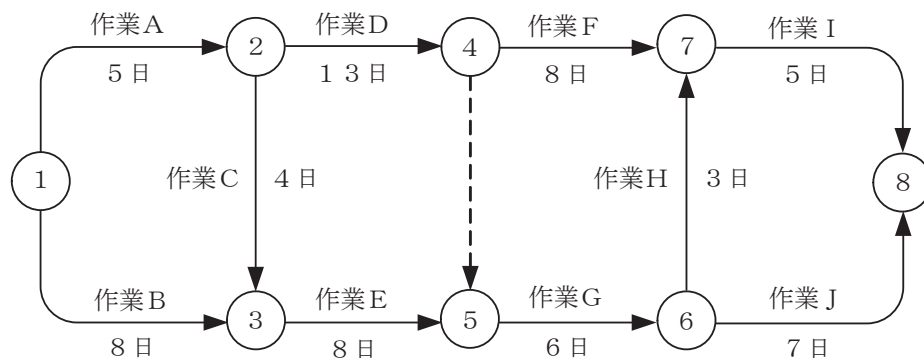 作業A
5日
②
作業D
13日
④
作業F
8日
⑦
作業I
5日
①
作業C
4日
作業H
3日
⑧
作業B
8日
③
作業E
8日
⑤
作業G
6日
⑥
作業J
7日